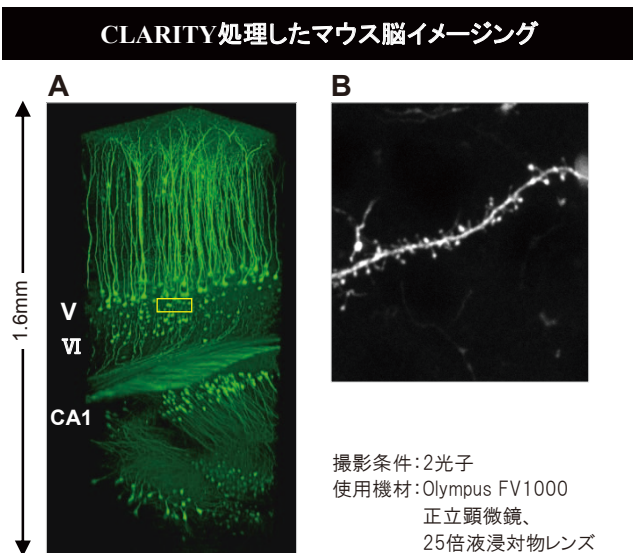 CLARITY処理したマウス脳イメージング
A
B
1.6mm
V
Ⅵ
CA1
撮影条件:2光子
使用機材:Olympus FV1000
正立顕微鏡、
25倍液浸対物レンズ